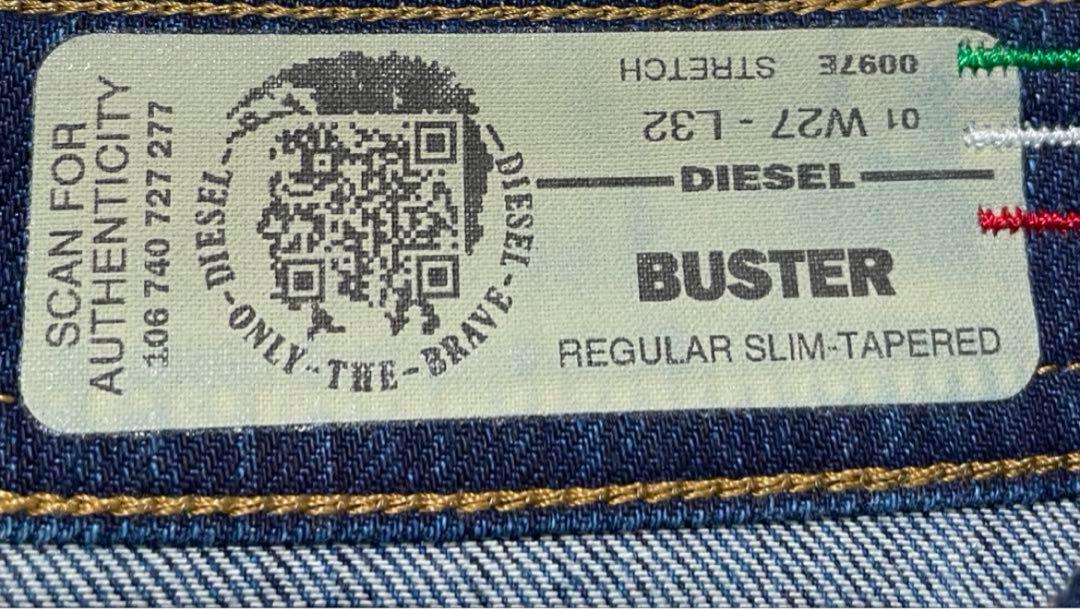 SCAN FOR
AUTHENTICITY
106 740 727 277
DIESEL-ONLY-THE-BRAVE-DIESEL
0097E STRETCH
01 W27 - L32
DIESEL
BUSTER
REGULAR SLIM-TAPERED